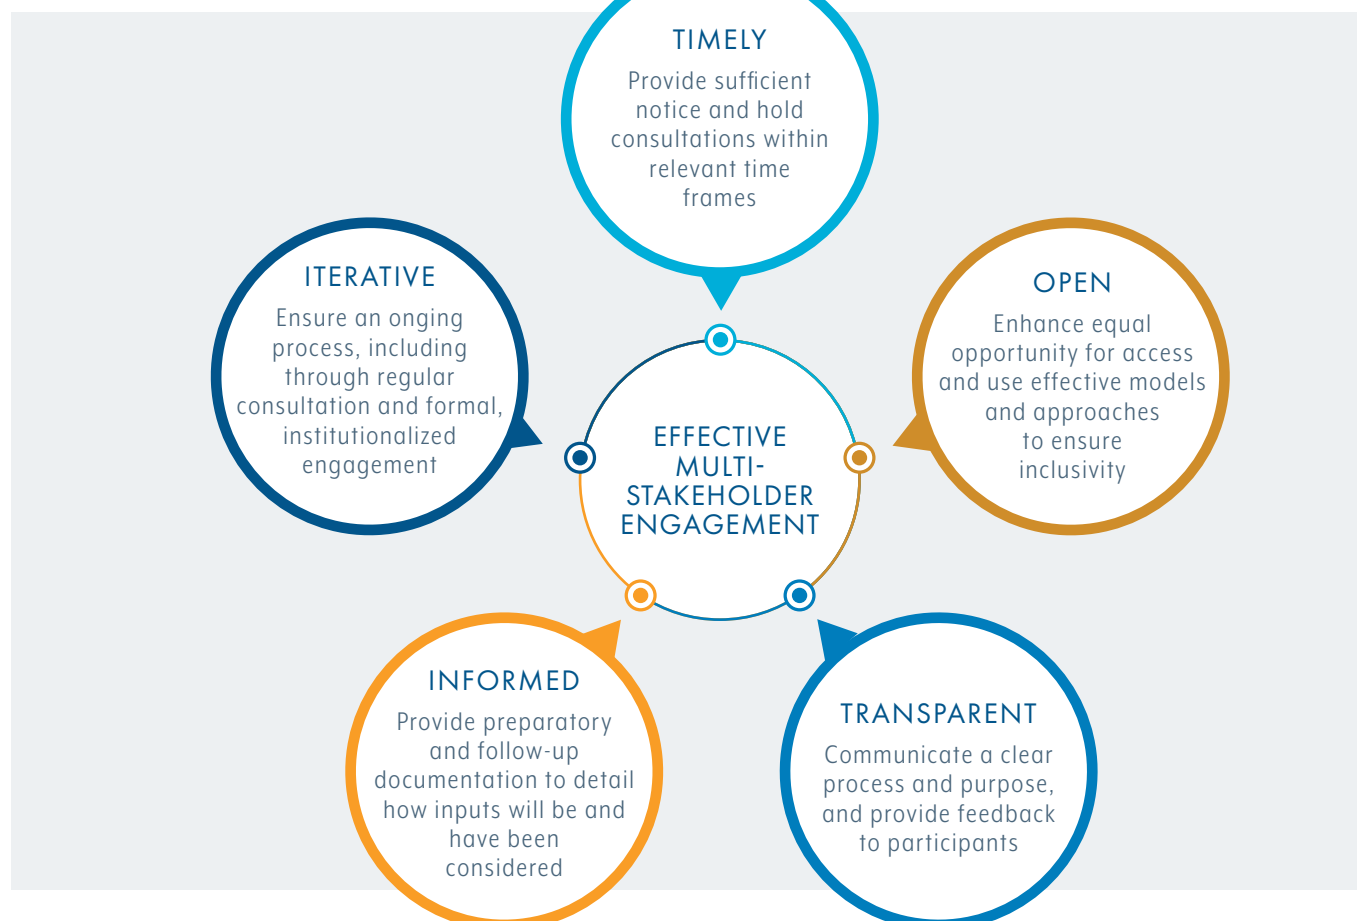 TIMELY
Provide sufficient
notice and hold
consultations within
relevant time
frames
OPEN
Enhance equal
opportunity for access
and use effective models
and approaches
to ensure
inclusivity
TRANSPARENT
Communicate a clear
process and purpose,
and provide feedback
to participants
INFORMED
Provide preparatory
and follow-up
documentation to detail
how inputs will be and
have been
considered
ITERATIVE
Ensure an onging
process, including
through regular
consultation and formal,
institutionalized
engagement
EFFECTIVE
MULTI-
STAKEHOLDER
ENGAGEMENT